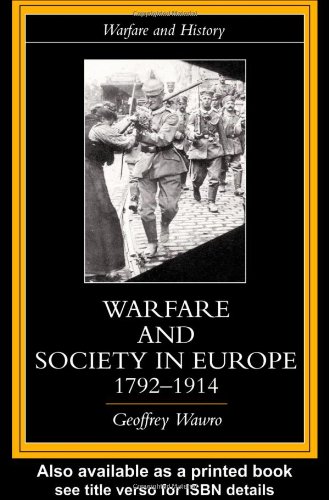 Warfare and History
WARFARE
AND
SOCIETY IN EUROPE
1792–1914
Geoffrey Wawro
Also available as a printed book
see title verso for ISBN details